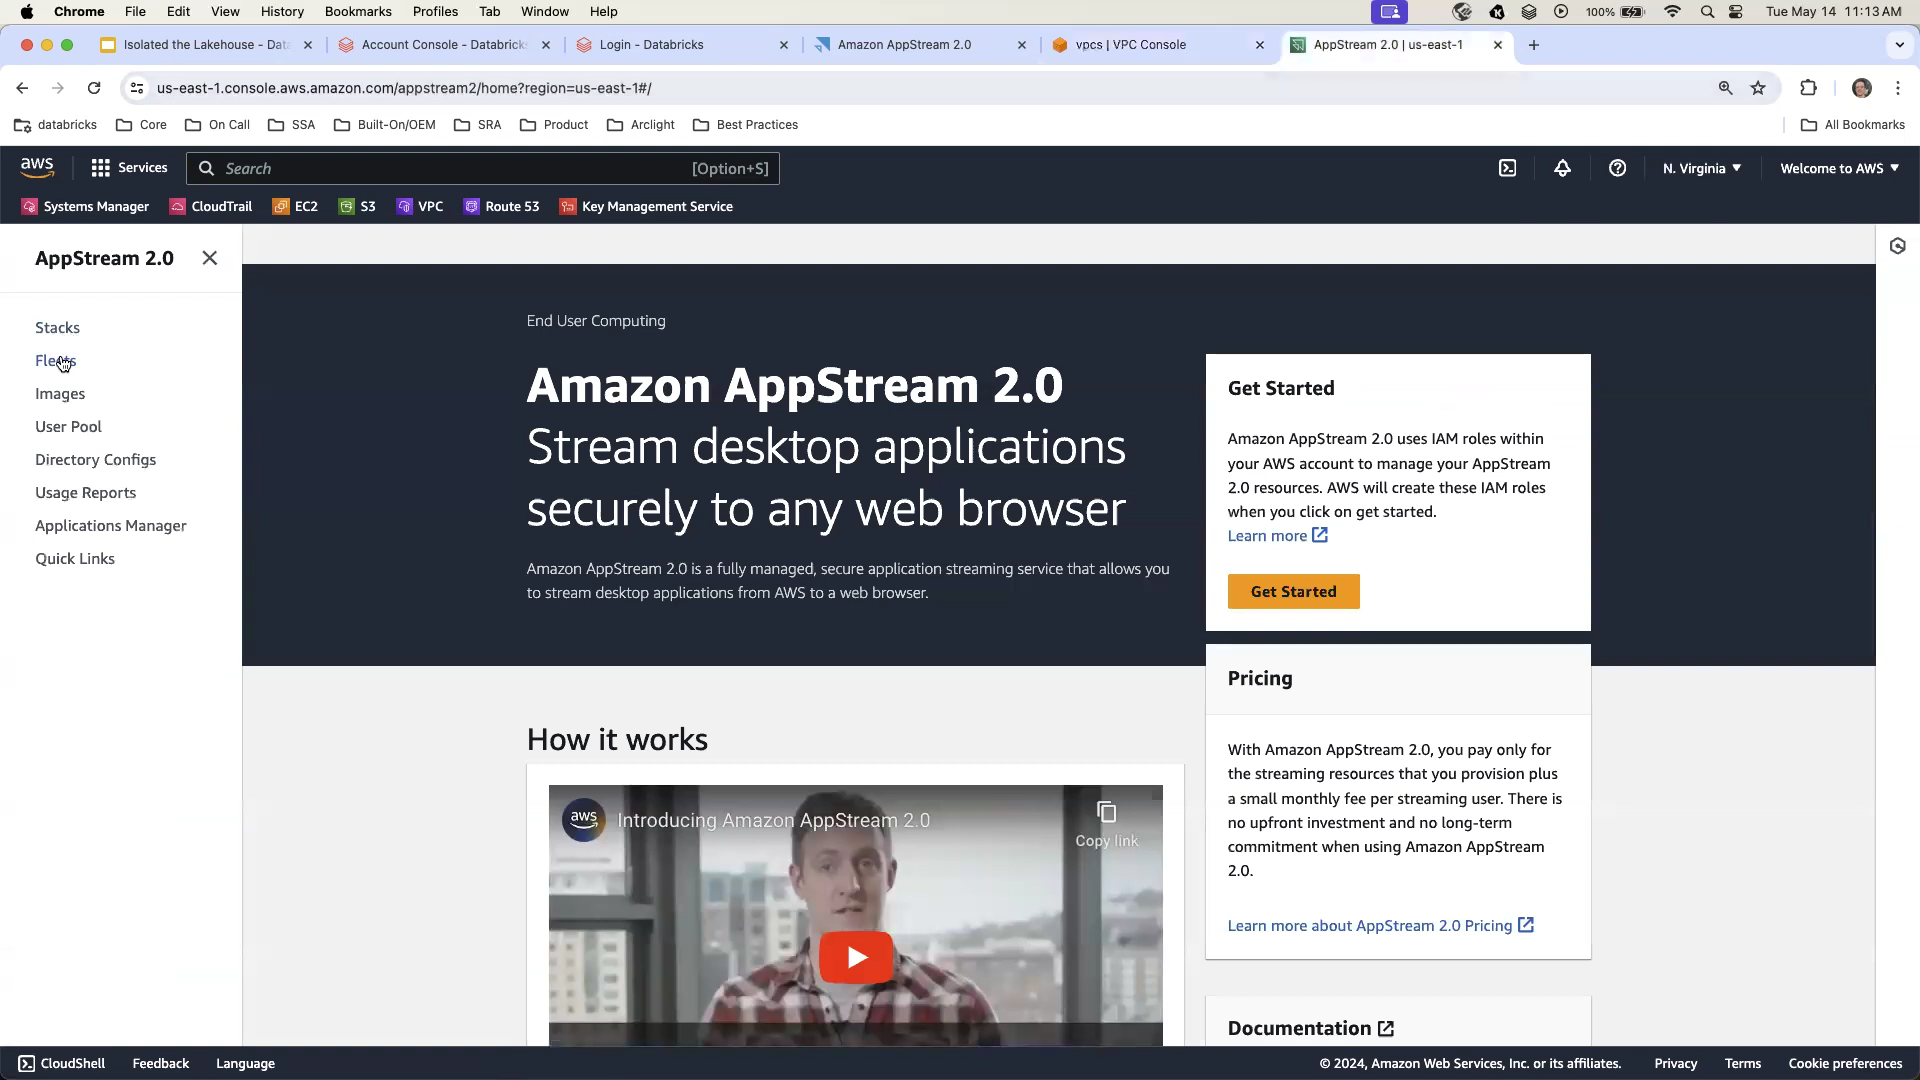 Chrome File Edit View History Bookmarks Profiles Tab Window Help 100% Tue May 14 11:13 AM
Isolated the Lakehouse - Data Account Console - Databricks Login - Databricks Amazon AppStream 2.0 vpcs | VPC Console AppStream 2.0 | us-east-1
us-east-1.console.aws.amazon.com/appstream2/home?region=us-east-1#/
databricks Core On Call SSA Built-On/OEM SRA Product Arclight Best Practices All Bookmarks
aws Services Search [Option+S] N. Virginia Welcome to AWS
Systems Manager CloudTrail EC2 S3 VPC Route 53 Key Management Service
AppStream 2.0
Stacks
Fleets
Images
User Pool
Directory Configs
Usage Reports
Applications Manager
Quick Links
End User Computing
Amazon AppStream 2.0
Stream desktop applications
securely to any web browser
Amazon AppStream 2.0 is a fully managed, secure application streaming service that allows you
to stream desktop applications from AWS to a web browser.
Get Started
Amazon AppStream 2.0 uses IAM roles within
your AWS account to manage your AppStream
2.0 resources. AWS will create these IAM roles
when you click on get started.
Learn more
Get Started
Pricing
With Amazon AppStream 2.0, you pay only for
the streaming resources that you provision plus
a small monthly fee per streaming user. There is
no upfront investment and no long-term
commitment when using Amazon AppStream
2.0.
Learn more about AppStream 2.0 Pricing
Documentation
How it works
aws Introducing Amazon AppStream 2.0
Copy link
CloudShell Feedback Language © 2024, Amazon Web Services, Inc. or its affiliates. Privacy Terms Cookie preferences